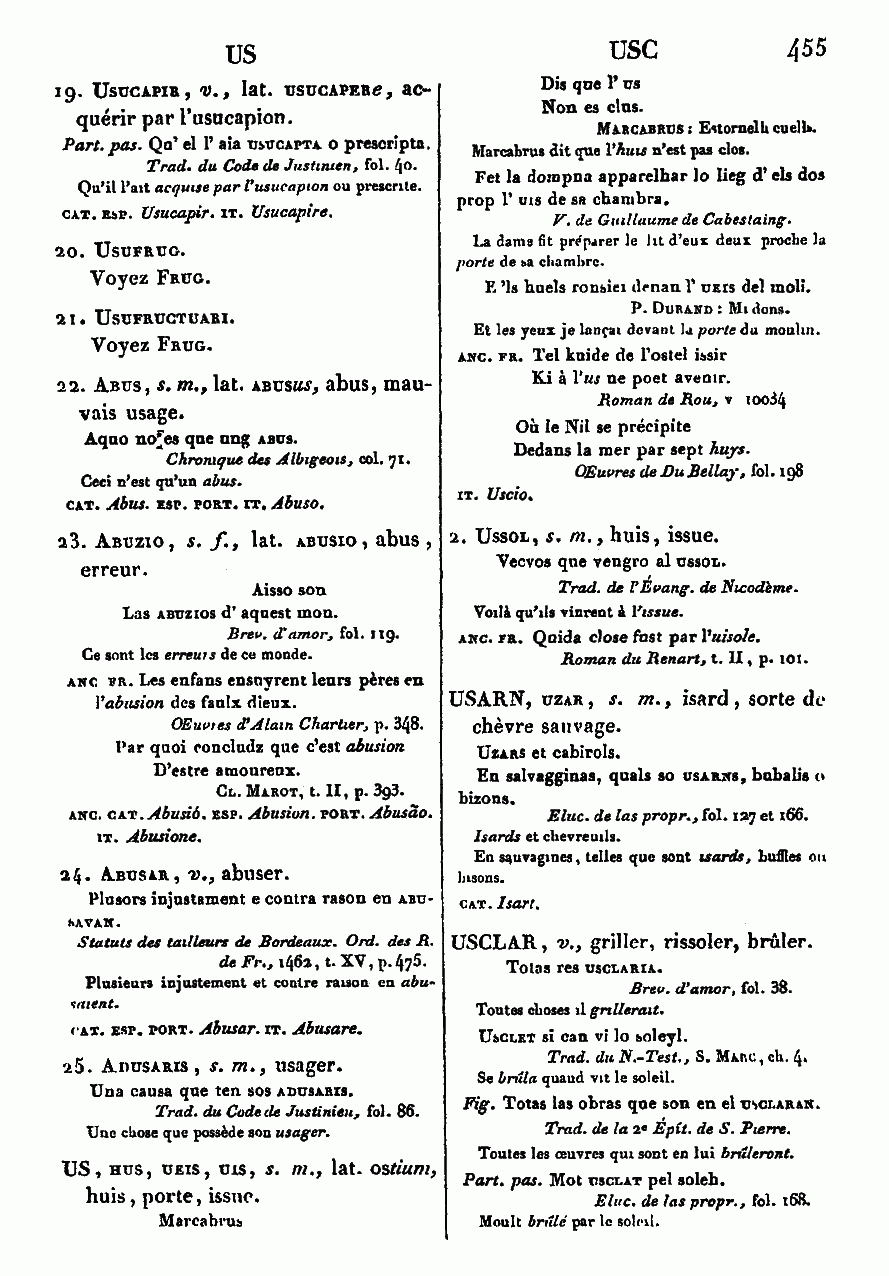 US
USC 455
19. Usucapir, v., lat. usucapere, ac-
quérir par l'usucapion.
Part. pas. Qu'el l'aia usucapta o prescripta.
Trad. du Code de Justinien, fol. 40.
Qu'il l'ait acquise par l'usucapion ou prescrite.
cat. esp. Usucapir. it. Usucapire.
20. Usufrug.
Voyez Frug.
21. Usufructuari.
Voyez Frug.
22. Abus, s. m., lat. abusus, abus, mau-
vais usage.
Aquo no es que ung abus.
Chronique des Albigeois, col. 71.
Ceci n'est qu'un abus.
cat. Abus. esp. port. it. Abuso.
23. Abuzio, s. f., lat. abusio, abus,
erreur.
Aisso son
Las abuzios d'aquest mon.
Brev. d'amor, fol. 119.
Ce sont les erreurs de ce monde.
anc fr. Les enfans ensuyrent leurs pères en
l'abusion des faulx dieux.
Œuvres d'Alain Chartier, p. 348.
Par quoi concludz que c'est abusion
D'estre amoureux.
Cl. Marot, t. II, p. 393.
anc. cat. Abusió. esp. Abusion. port. Abusão.
it. Abusione.
24. Abusar, v., abuser.
Plusors injustament e contra rason en abu-
savan.
Statuts des tailleurs de Bordeaux. Ord. des R.
de Fr., 1462, t. XV, p. 475.
Plusieurs injustement et contre raison en abu-
saient.
cat. esp. port. Abusar. it. Abusare.
25. Adusaris, s. m., usager.
Una causa que ten sos adusaris.
Trad. du Code de Justinien, fol. 86.
Une chose que possède son usager.
US, hus, ueis, uis, s. m., lat. ostium,
huis, porte, issue.
Marcabrus
Dis que l'us
Non es clus.
Marcabrus: Estornelh cuelh.
Marcabrus dit que l'huis n'est pas clos.
Fet la dompna apparelhar lo lieg d'els dos
prop l'uis de sa chambra.
V. de Guillaume de Cabestaing.
La dame fit préparer le lit d'eux deux proche la
porte de sa chambre.
E'ls huels ronsiei denan l'ueis del moli.
P. Durand: Midons.
Et les yeux je lançai devant la porte du moulin.
anc. fr. Tel kuide de l'ostel issir
Ki à l'us ne poet avenir.
Roman de Rou, v 10034
Où le Nil se précipite
Dedans la mer par sept huys.
Œuvres de Du Bellay, fol. 198
it. Uscio.
2. Ussol, s. m., huis, issue.
Vecvos que vengro al ussol.
Trad. de l'Évang. de Nicodème.
Voilà qu'ils vinrent à l'issue.
anc. fr. Quida close fust par l'uisole.
Roman du Renart, t. II, p. 101.
USARN, uzar, s. m., isard, sorte de
chèvre sauvage.
Uzars et cabirols.
En salvagginas, quals so usarns, bubalis o
bizons.
Eluc. de las propr., fol. 127 et 166.
Isards et chevreuils.
En sauvagines, telles que sont isards, buffles ou
bisons.
cat. Isart.
USCLAR, v., griller, rissoler, brûler.
Totas res usclaria.
Brev. d'amor, fol. 38.
Toutes choses il grillerait.
Usclet si can vi lo soleyl.
Trad. du N.-Test., S. Marc, ch. 4.
Se brûla quand vit le soleil.
Fig. Totas las obras que son en el usclaran.
Trad. de la 2e Épît. de S. Pierre.
Toutes les œuvres qui sont en lui brûleront.
Part. pas. Mot usclat pel soleh.
Eluc. de las propr., fol. 168.
Moult brûlé par le soleil.